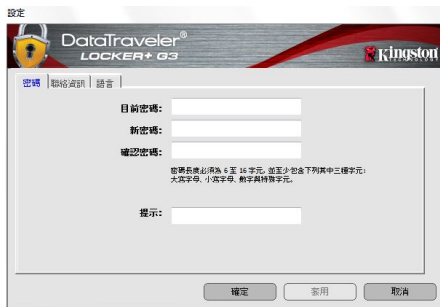 設定
DataTraveler®
LOCKER+ G3
Kingston
TECHNOLOGY
密碼 聯絡資訊 語言
目前密碼:
新密碼:
確認密碼:
密碼長度必須為 6 至 16 字元, 並至少包含下列其中三種字元:
大寫字母、小寫字母、數字與特殊字元。
提示:
確定 套用 取消